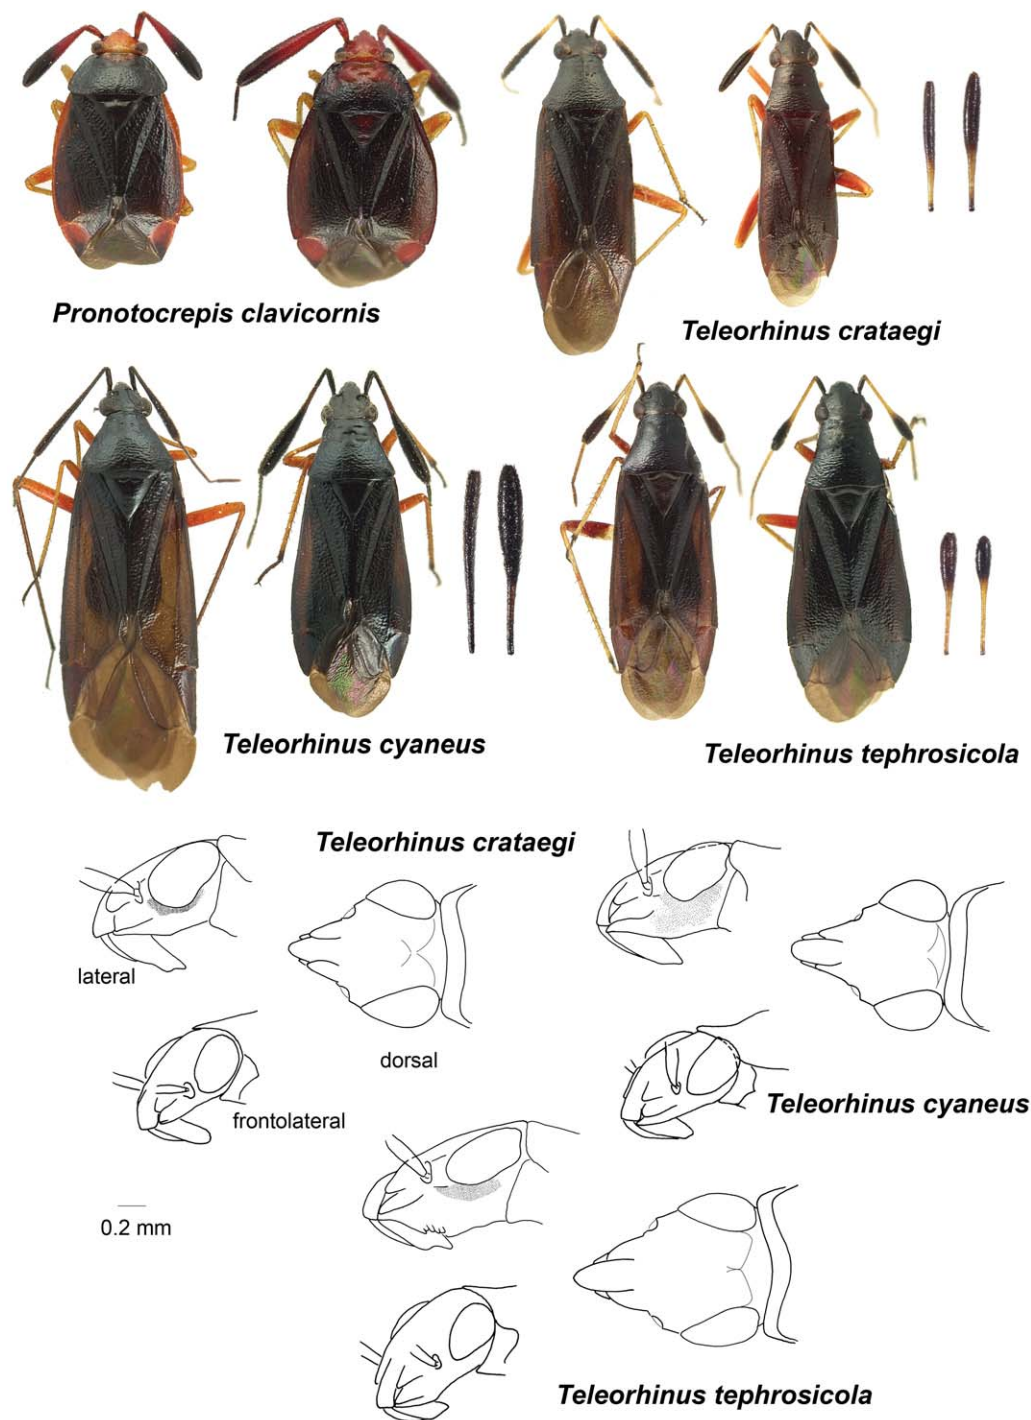 Pronotocrepis clavicornis
Teleorhinus crataegi
Teleorhinus cyaneus
Teleorhinus tephrosicola
Teleorhinus crataegi
lateral
dorsal
frontolateral
Teleorhinus cyaneus
0.2 mm
Teleorhinus tephrosicola